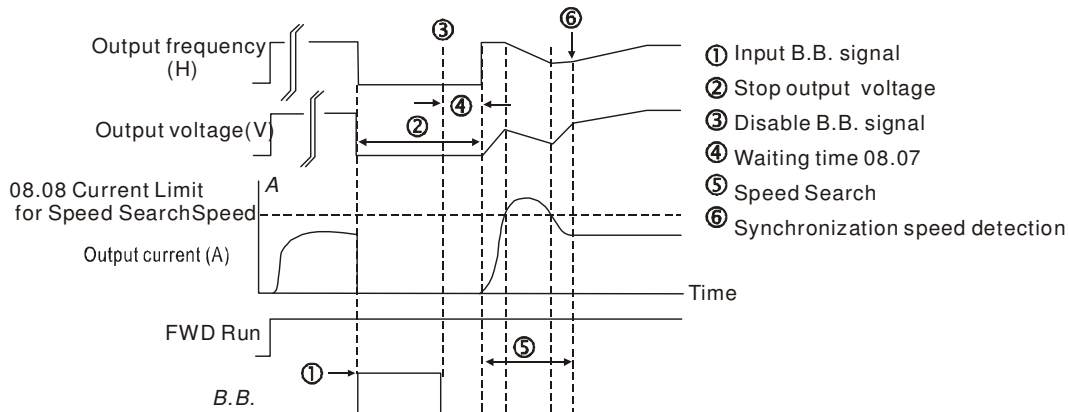 Output frequency
(H)
Output voltage(V)
08.08 Current Limit
for Speed SearchSpeed
A
Output current (A)
Time
FWD Run
B.B.
①
②
③
④
⑤
⑥
① Input B.B. signal
② Stop output voltage
③ Disable B.B. signal
④ Waiting time 08.07
⑤ Speed Search
⑥ Synchronization speed detection